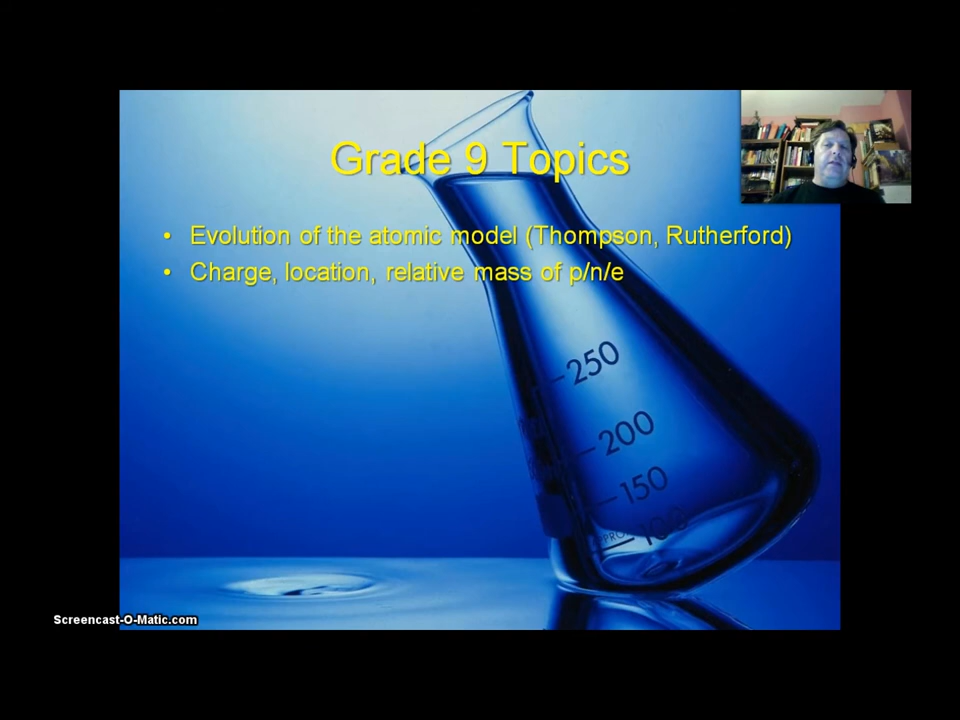 Grade 9 Topics
• Evolution of the atomic model (Thompson, Rutherford)
• Charge, location, relative mass of p/n/e
250
200
150
100
Screencast-O-Matic.com